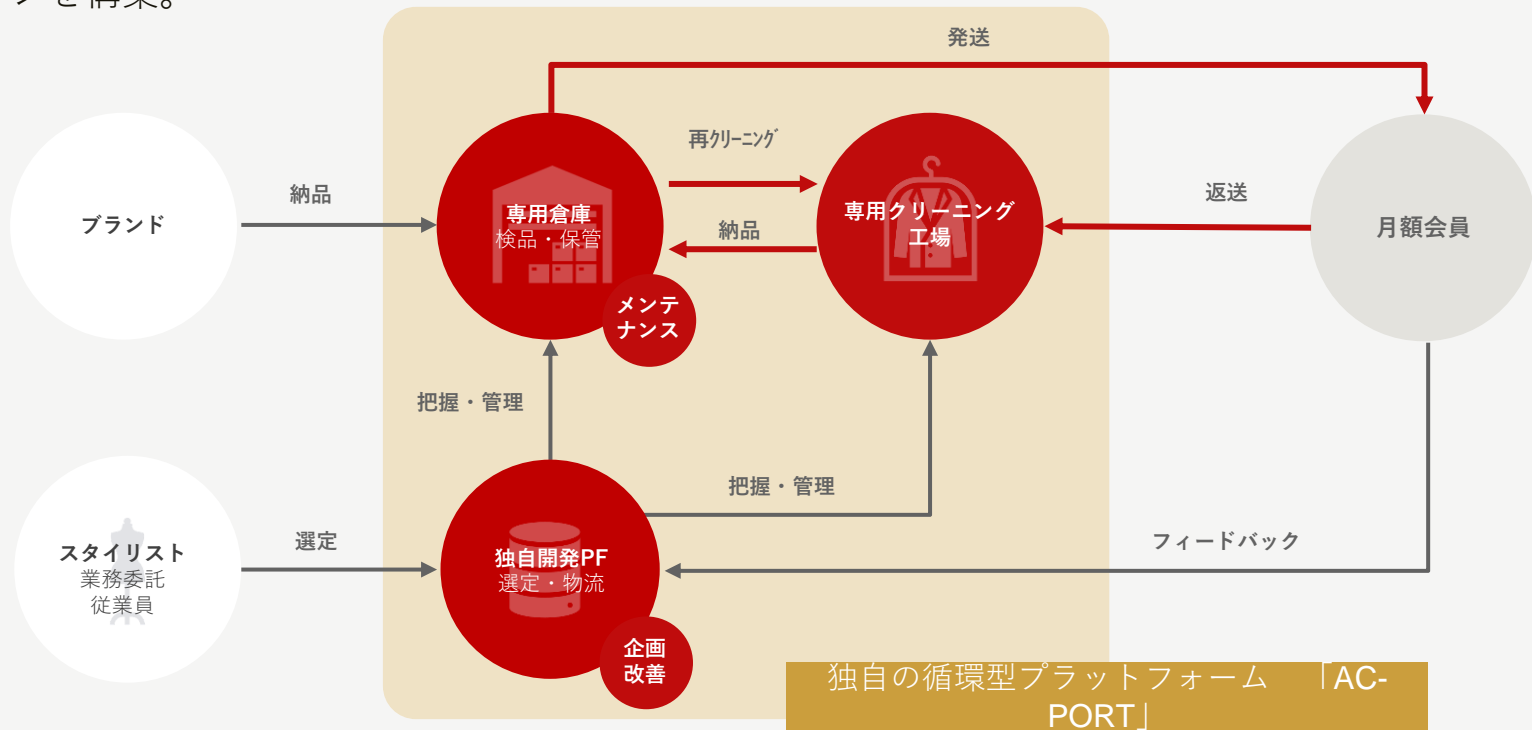 を構築。
発送
再ｸﾘｰﾆﾝｸﾞ
ブランド
納品
専用倉庫
検品・保管
納品
専用クリーニング
工場
返送
月額会員
メンテ
ナンス
把握・管理
把握・管理
スタイリスト
業務委託
従業員
選定
独自開発PF
選定・物流
フィードバック
企画
改善
独自の循環型プラットフォーム 「AC-
PORT」